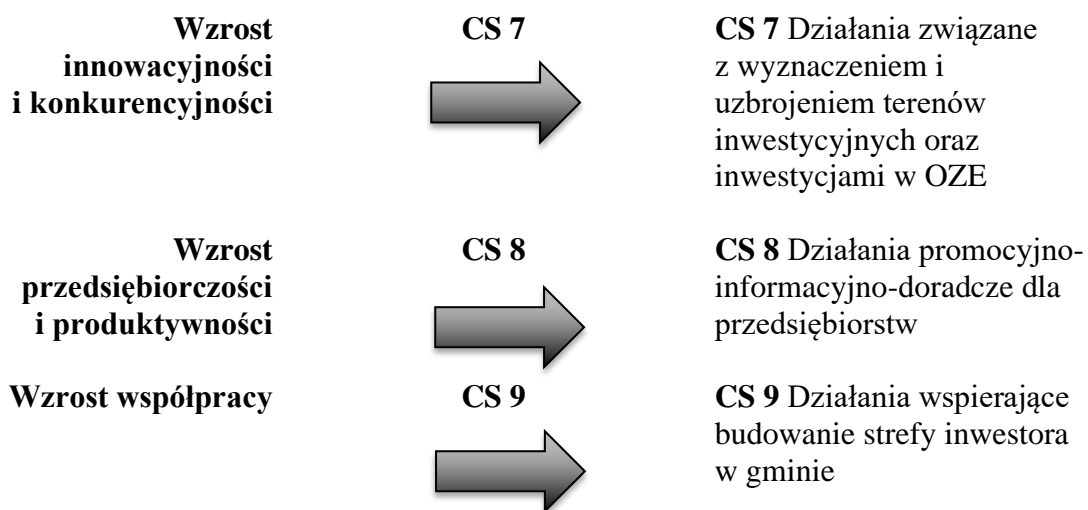 Wzrost
innowacyjności
i konkurencyjności
CS 7
CS 7 Działania związane
z wyznaczeniem i
uzbrojeniem terenów
inwestycyjnych oraz
inwestycjami w OZE
Wzrost
przedsiębiorczości
i produktywności
CS 8
CS 8 Działania promocyjno-
informacyjno-doradcze dla
przedsiębiorstw
Wzrost współpracy
CS 9
CS 9 Działania wspierające
budowanie strefy inwestora
w gminie